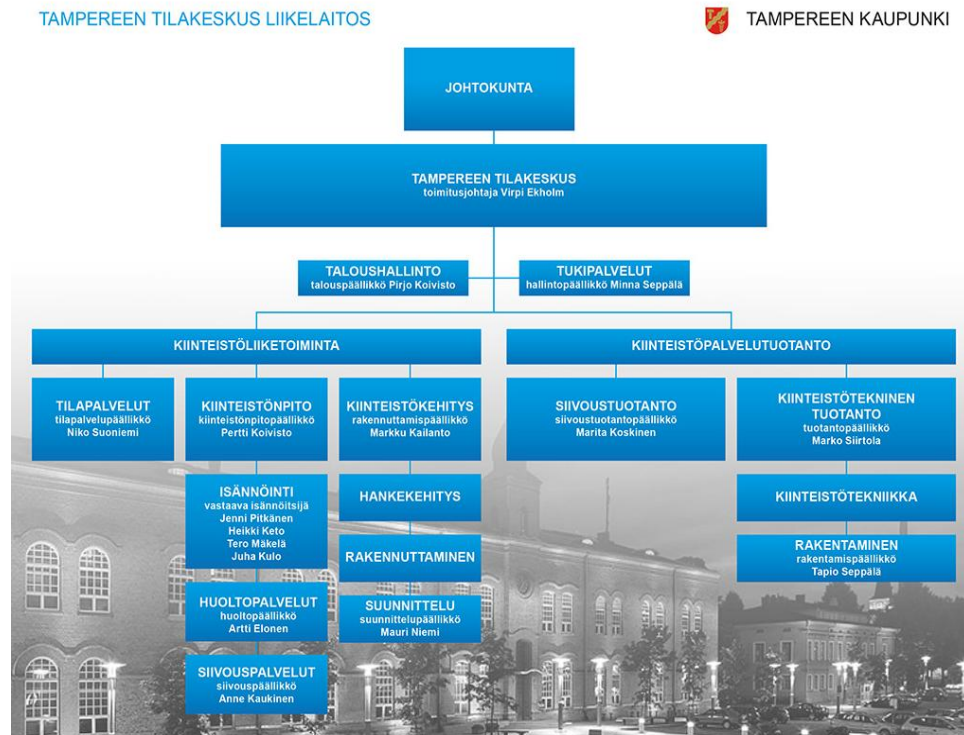 TAMPEREEN TILAKESKUS LIIKELAITOS
TAMPEREEN KAUPUNKI
JOHTOKUNTA
TAMPEREEN TILAKESKUS
toimitusjohtaja Virpi Ekholm
TALOUSHALLINTO
talouspäällikkö Pirjo Koivisto
TUKIPALVELUT
hallintopäällikkö Minna Seppälä
KIINTEISTÖLIIKETOIMINTA
KIINTEISTÖPALVELUTUOTANTO
TILAPALVELUT
tilapalvelupäällikkö
Niko Suoniemi
KIINTEISTÖNPITO
kiinteistönpitopäällikkö
Pertti Koivisto
KIINTEISTÖKEHITYS
rakennuttamispäällikkö
Markku Kailanto
SIIVOUSTUOTANTO
siivoustuotantopäällikkö
Marita Koskinen
KIINTEISTÖTEKNINEN
TUOTANTO
tuotantopäällikkö
Marko Siirtola
ISÄNNÖINTI
vastaava isännöitsijä
Jenni Pitkänen
Heikki Keto
Tero Mäkelä
Juha Kulo
HANKEKEHITYS
KIINTEISTÖTEKNIIKKA
RAKENNUTTAMINEN
RAKENTAMINEN
rakentamispäällikkö
Tapio Seppälä
HUOLTOPALVELUT
huoltopäällikkö
Artti Elonen
SUUNNITTELU
suunnittelupäällikkö
Mauri Niemi
SIIVOUSPALVELUT
siivouspäällikkö
Anne Kaukinen